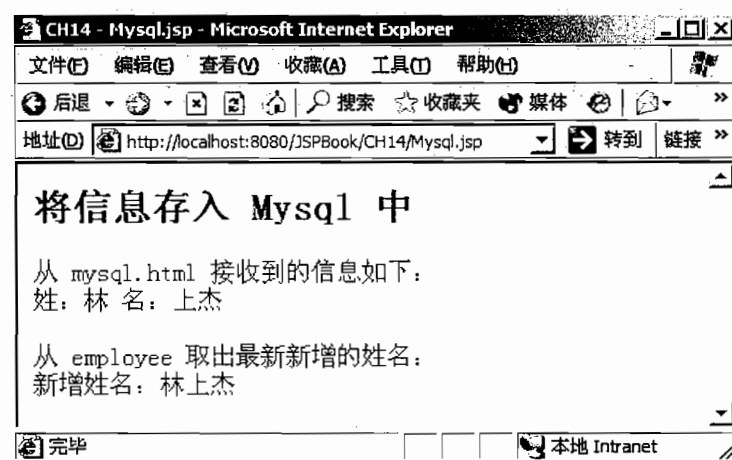 CH14 - Mysql.jsp - Microsoft Internet Explorer
文件(F) 编辑(E) 查看(V) 收藏(A) 工具(T) 帮助(H)
后退 搜索 收藏夹 媒体 »
地址(D) http://localhost:8080/JSPBook/CH14/Mysql.jsp 转到 链接 »
将信息存入 Mysql 中
从 mysql.html 接收到的信息如下：
姓：林 名：上杰
从 employee 取出最新新增的姓名：
新增姓名：林上杰
完毕 本地 Intranet